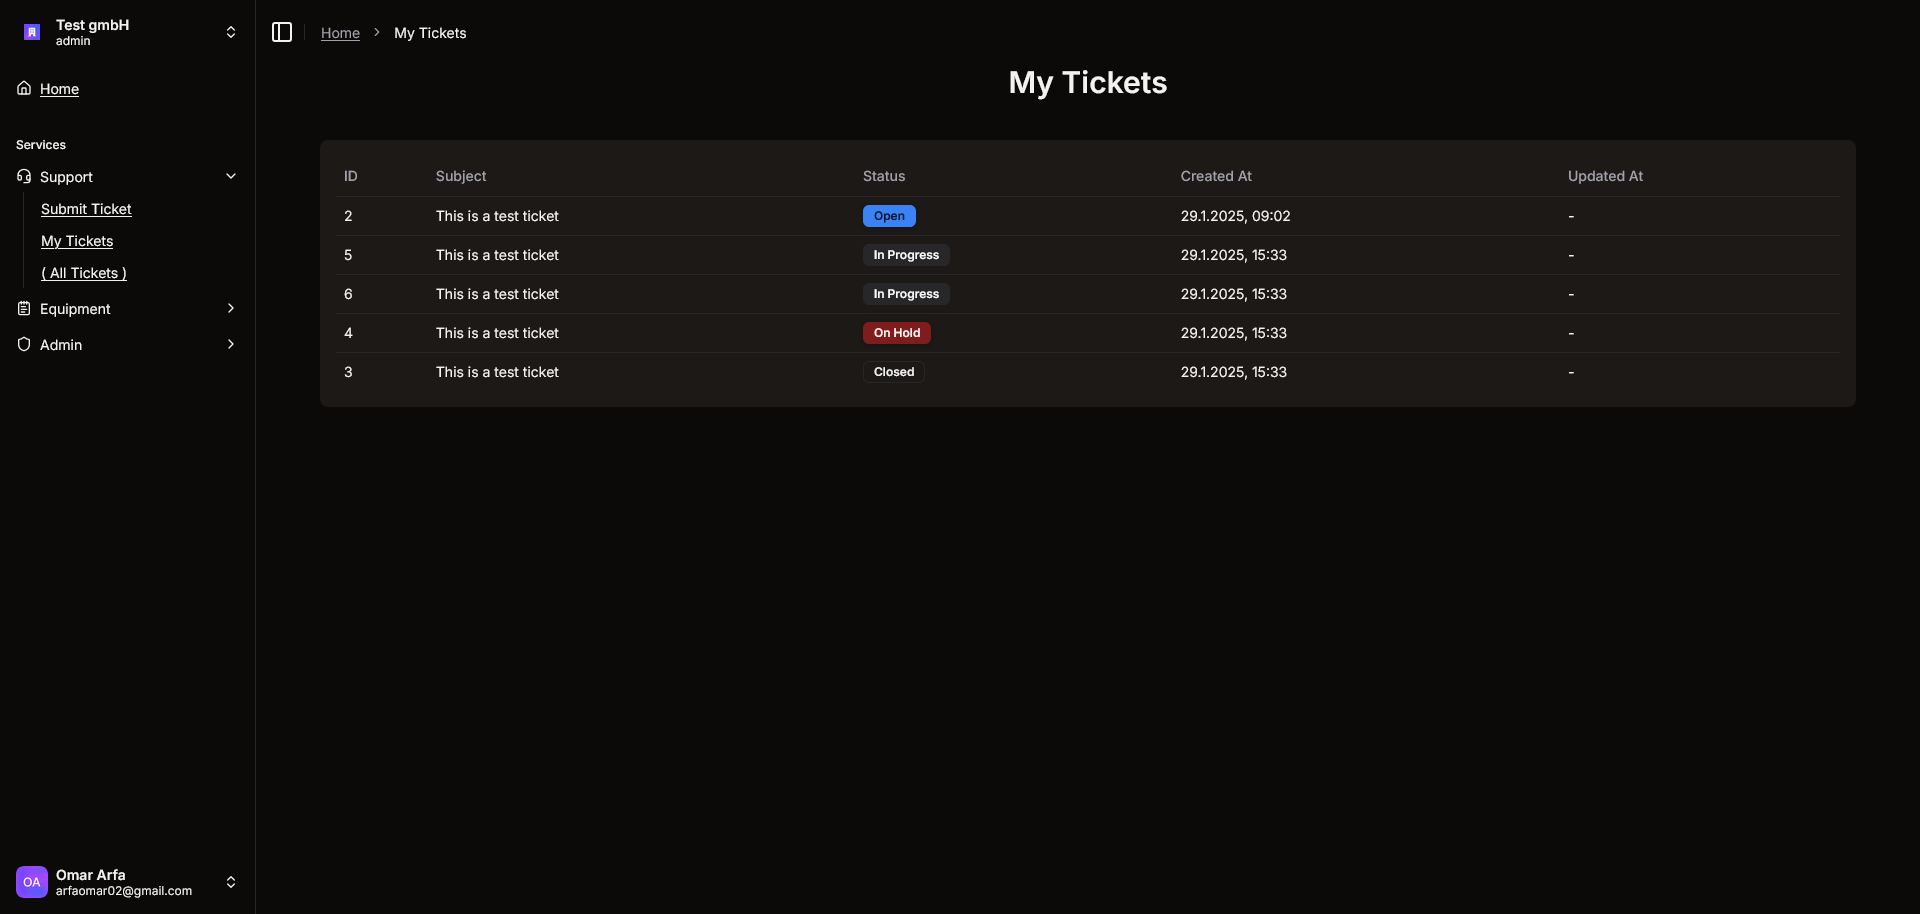 Test gmbH
admin
Home
Services
Support
Submit Ticket
My Tickets
( All Tickets )
Equipment
Admin
OA
Omar Arfa
arfaomar02@gmail.com
Home > My Tickets
My Tickets
ID Subject Status Created At Updated At
2 This is a test ticket Open 29.1.2025, 09:02 -
5 This is a test ticket In Progress 29.1.2025, 15:33 -
6 This is a test ticket In Progress 29.1.2025, 15:33 -
4 This is a test ticket On Hold 29.1.2025, 15:33 -
3 This is a test ticket Closed 29.1.2025, 15:33 -